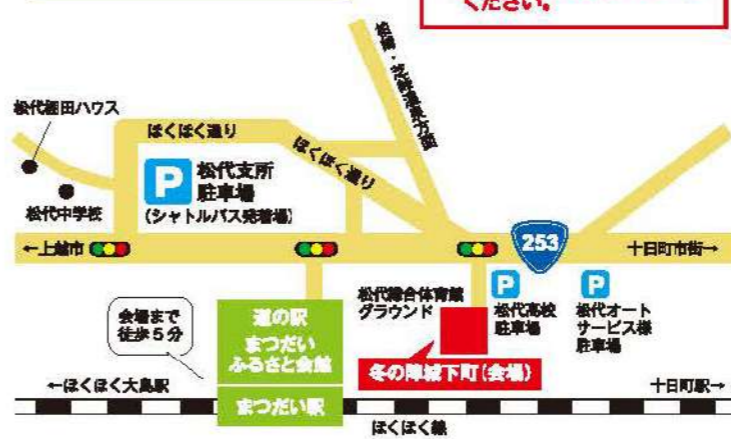 ください。
柏崎・芝峠温泉方面
松代棚田ハウス
ほくほく通り
ほくほく通り
P
松代支所
駐車場
(シャトルバス発着場)
松代中学校
←上越市
253
十日町市街→
会場まで
徒歩5分
道の駅
まつだい
ふるさと会館
松代総合体育館
グラウンド
P
松代高校
駐車場
P
松代オート
サービス様
駐車場
冬の陣城下町(会場)
←ほくほく大島駅
まつだい駅
十日町駅→
ほくほく線